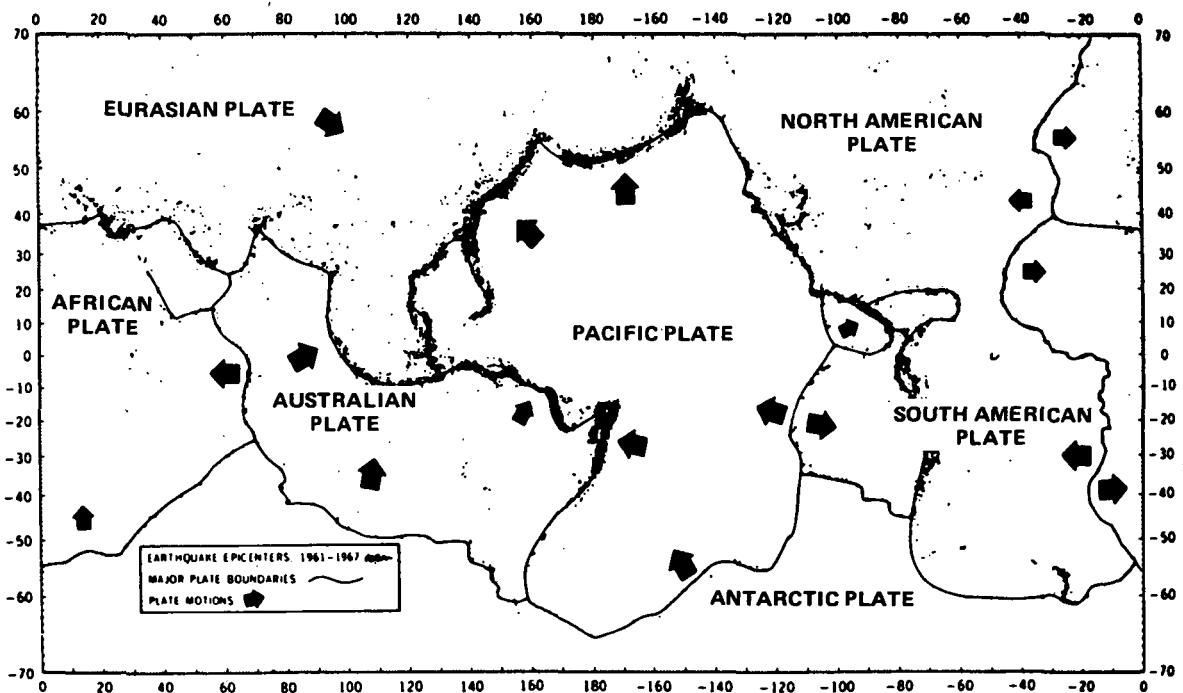 0 20 40 60 80 100 120 140 160 180 -160 -140 -120 -100 -80 -60 -40 -20 0
70 70
EURASIAN PLATE
NORTH AMERICAN
PLATE
60 60
50 50
40 40
30 30
20 20
AFRICAN
PLATE
PACIFIC PLATE
10 10
0 0
-10 -10
AUSTRALIAN
PLATE
SOUTH AMERICAN
PLATE
-20 -20
-30 -30
-40 -40
-50 -50
EARTHQUAKE EPICENTERS: 1961-1967
MAJOR PLATE BOUNDARIES
PLATE MOTIONS
ANTARCTIC PLATE
-60 -60
-70 -70
0 20 40 60 80 100 120 140 160 180 -160 -140 -120 -100 -80 -60 -40 -20 0